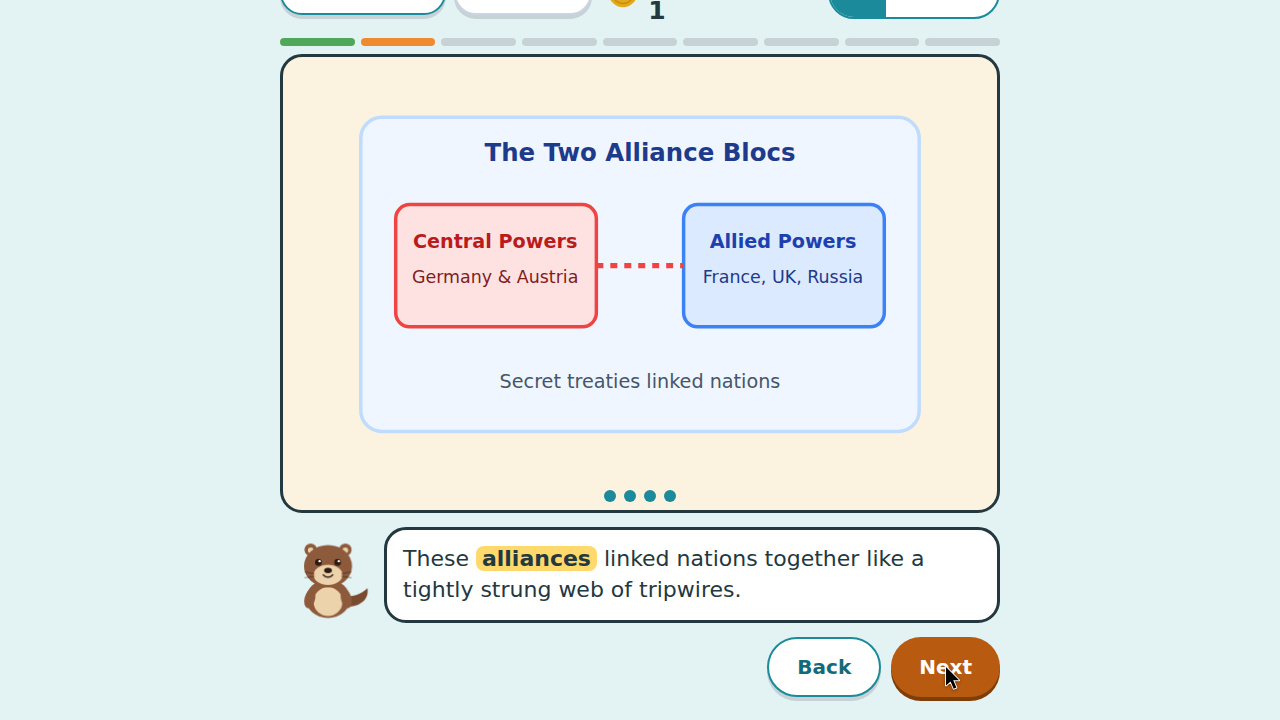 1
The Two Alliance Blocs
Central Powers
Germany & Austria
Allied Powers
France, UK, Russia
Secret treaties linked nations
These alliances linked nations together like a
tightly strung web of tripwires.
Back
Next